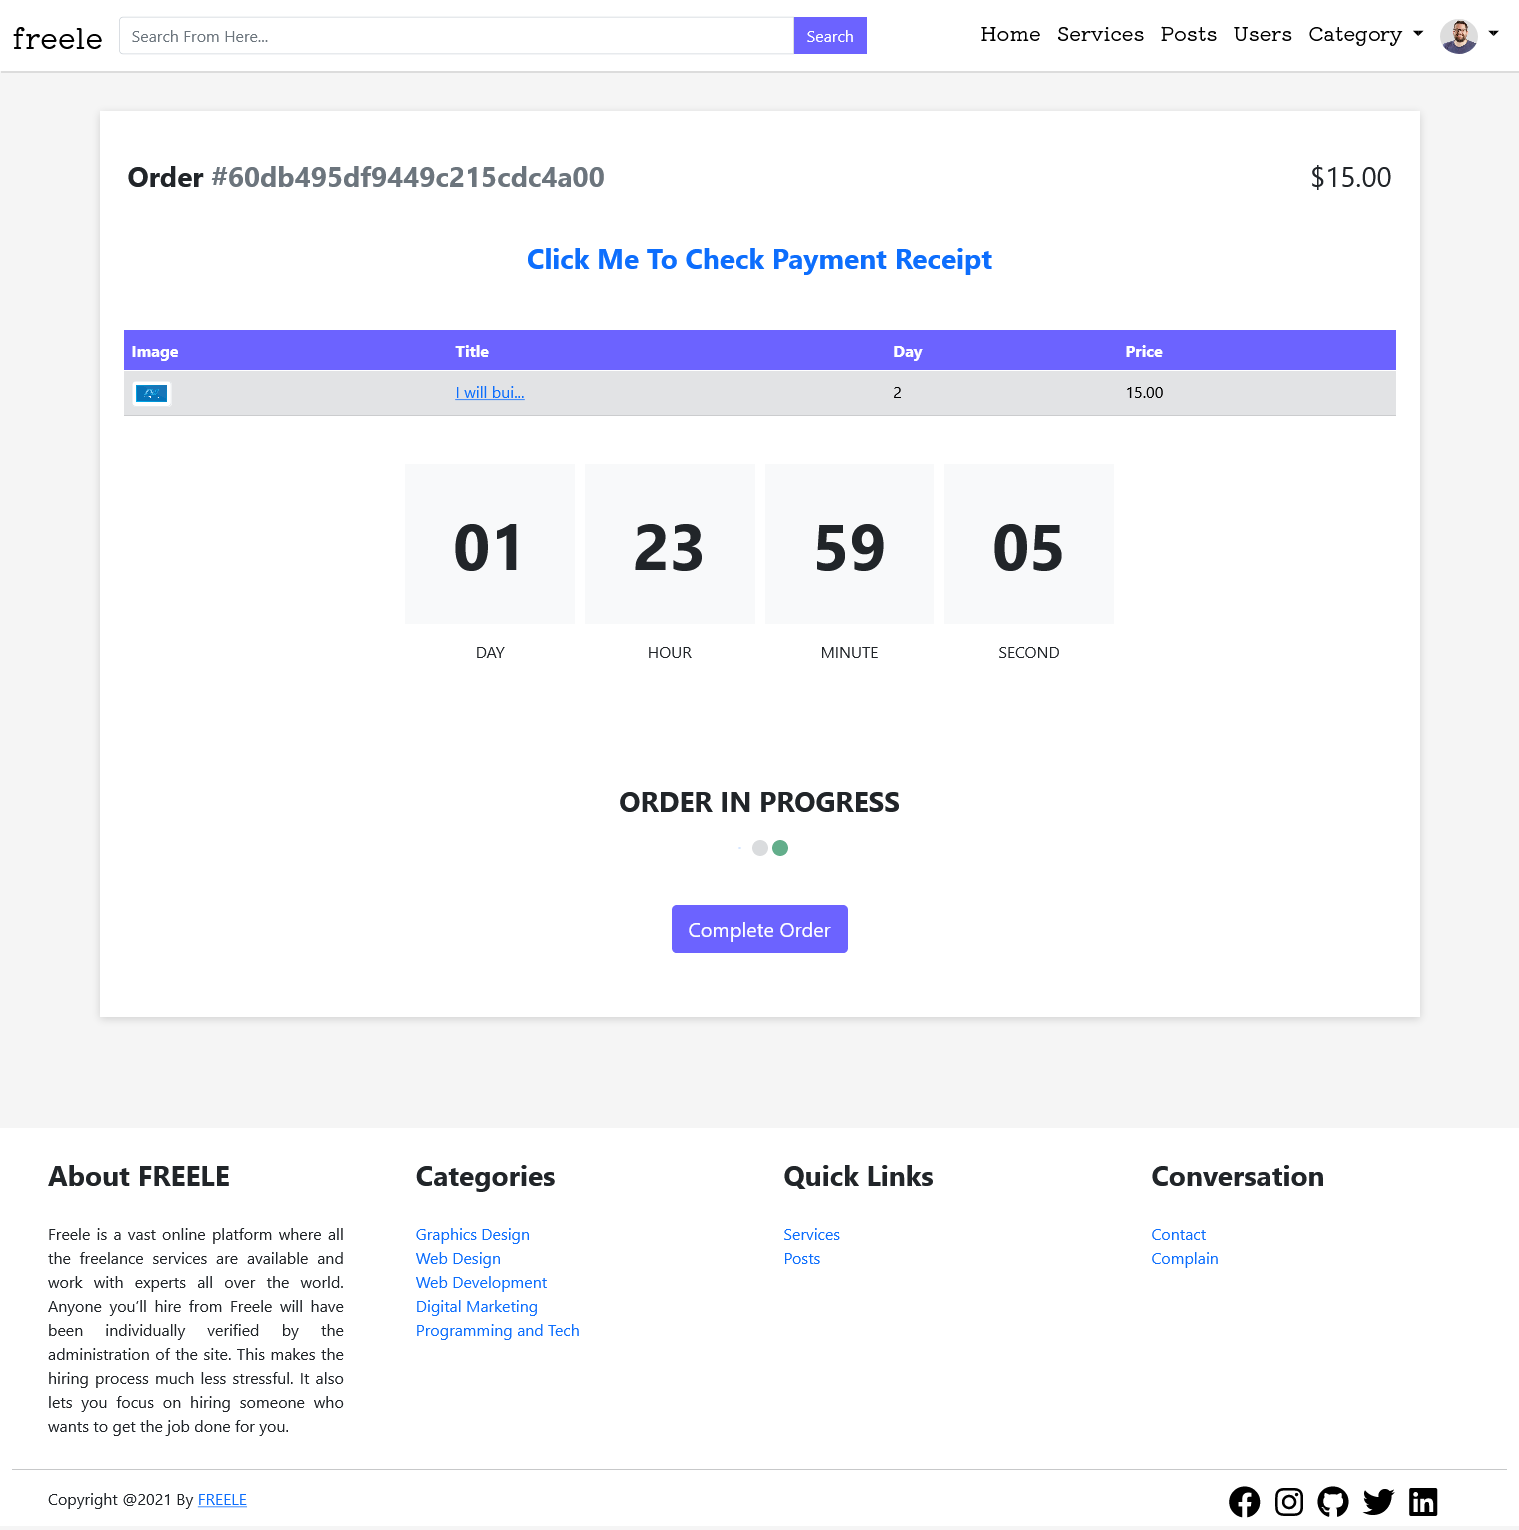 freele
Search From Here...
Search
Home Services Posts Users Category
Order #60db495df9449c215cdc4a00
$15.00
Click Me To Check Payment Receipt
Image Title Day Price
I will bui... 2 15.00
01 23 59 05
DAY HOUR MINUTE SECOND
ORDER IN PROGRESS
Complete Order
About FREELE
Freele is a vast online platform where all
the freelance services are available and
work with experts all over the world.
Anyone you'll hire from Freele will have
been individually verified by the
administration of the site. This makes the
hiring process much less stressful. It also
lets you focus on hiring someone who
wants to get the job done for you.
Categories
Graphics Design
Web Design
Web Development
Digital Marketing
Programming and Tech
Quick Links
Services
Posts
Conversation
Contact
Complain
Copyright @2021 By FREELE